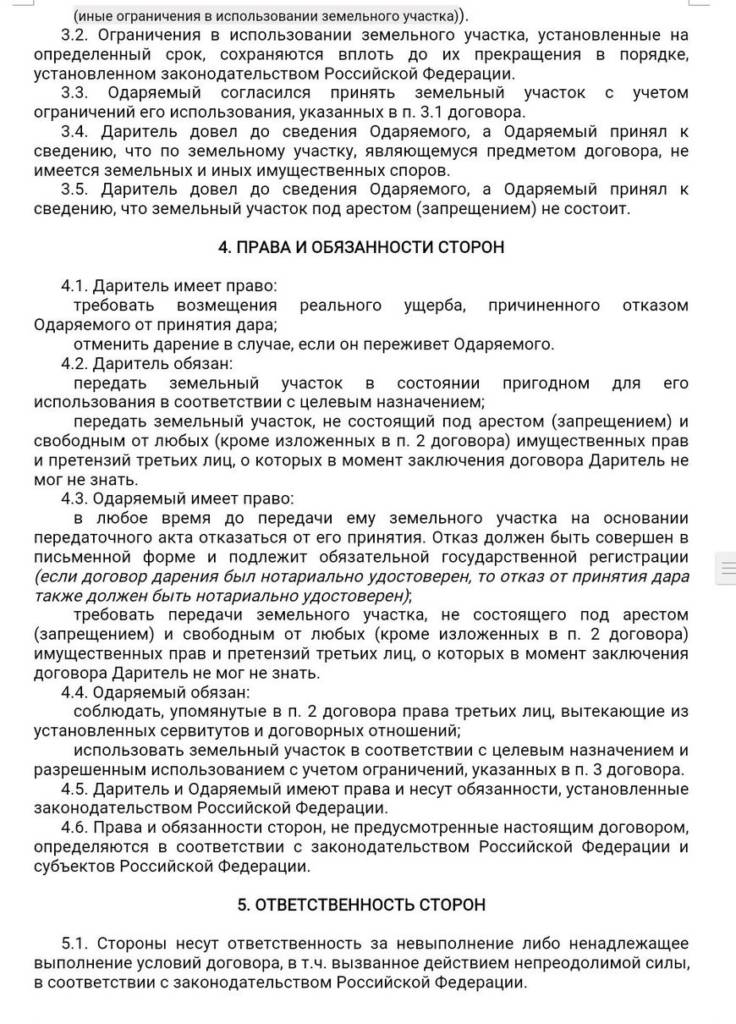 (иные ограничения в использовании земельного участка)).
3.2. Ограничения в использовании земельного участка, установленные на
определенный срок, сохраняются вплоть до их прекращения в порядке,
установленном законодательством Российской Федерации.
3.3. Одаряемый согласился принять земельный участок с учетом
ограничений его использования, указанных в п. 3.1 договора.
3.4. Даритель довел до сведения Одаряемого, а Одаряемый принял к
сведению, что по земельному участку, являющемуся предметом договора, не
имеется земельных и иных имущественных споров.
3.5. Даритель довел до сведения Одаряемого, а Одаряемый принял к
сведению, что земельный участок под арестом (запрещением) не состоит.
4. ПРАВА И ОБЯЗАННОСТИ СТОРОН
4.1. Даритель имеет право:
требовать возмещения реального ущерба, причиненного отказом
Одаряемого от принятия дара;
отменить дарение в случае, если он переживет Одаряемого.
4.2. Даритель обязан:
передать земельный участок в состоянии пригодном для его
использования в соответствии с целевым назначением;
передать земельный участок, не состоящий под арестом (запрещением) и
свободным от любых (кроме изложенных в п. 2 договора) имущественных прав
и претензий третьих лиц, о которых в момент заключения договора Даритель не
мог не знать.
4.3. Одаряемый имеет право:
в любое время до передачи ему земельного участка на основании
передаточного акта отказаться от его принятия. Отказ должен быть совершен в
письменной форме и подлежит обязательной государственной регистрации
(если договор дарения был нотариально удостоверен, то отказ от принятия дара
также должен быть нотариально удостоверен);
требовать передачи земельного участка, не состоящего под арестом
(запрещением) и свободным от любых (кроме изложенных в п. 2 договора)
имущественных прав и претензий третьих лиц, о которых в момент заключения
договора Даритель не мог не знать.
4.4. Одаряемый обязан:
соблюдать, упомянутые в п. 2 договора права третьих лиц, вытекающие из
установленных сервитутов и договорных отношений;
использовать земельный участок в соответствии с целевым назначением и
разрешенным использованием с учетом ограничений, указанных в п. 3 договора.
4.5. Даритель и Одаряемый имеют права и несут обязанности, установленные
законодательством Российской Федерации.
4.6. Права и обязанности сторон, не предусмотренные настоящим договором,
определяются в соответствии с законодательством Российской Федерации и
субъектов Российской Федерации.
5. ОТВЕТСТВЕННОСТЬ СТОРОН
5.1. Стороны несут ответственность за невыполнение либо ненадлежащее
выполнение условий договора, в т.ч. вызванное действием непреодолимой силы,
в соответствии с законодательством Российской Федерации.